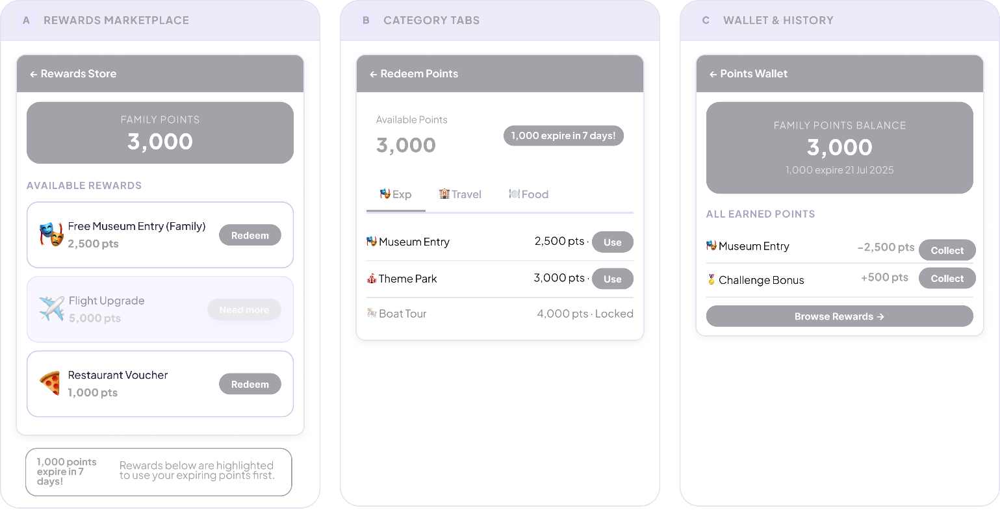 A REWARDS MARKETPLACE
← Rewards Store
FAMILY POINTS
3,000
AVAILABLE REWARDS
Free Museum Entry (Family)
2,500 pts
Redeem
Flight Upgrade
5,000 pts
Need more
Restaurant Voucher
1,000 pts
Redeem
1,000 points
expire in 7
days!
Rewards below are highlighted
to use your expiring points first.
B CATEGORY TABS
← Redeem Points
Available Points
3,000
1,000 expire in 7 days!
Exp Travel Food
Museum Entry 2,500 pts · Use
Theme Park 3,000 pts · Use
Boat Tour 4,000 pts · Locked
C WALLET & HISTORY
← Points Wallet
FAMILY POINTS BALANCE
3,000
1,000 expire 21 Jul 2025
ALL EARNED POINTS
Museum Entry −2,500 pts Collect
Challenge Bonus +500 pts Collect
Browse Rewards →